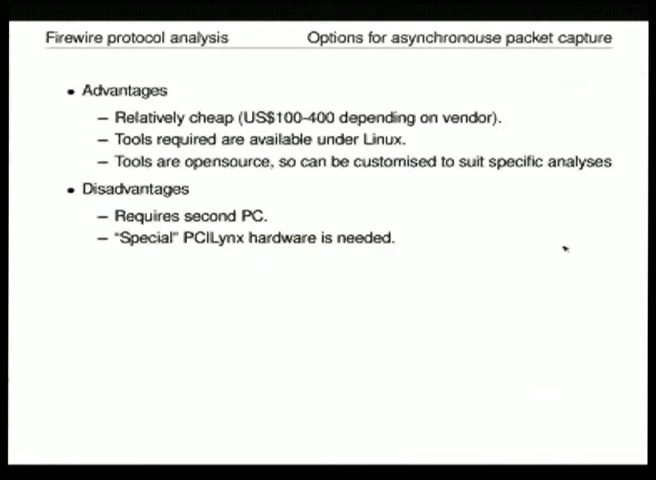 Firewire protocol analysis Options for asynchronouse packet capture
• Advantages
– Relatively cheap (US$100-400 depending on vendor).
– Tools required are available under Linux.
– Tools are opensource, so can be customised to suit specific analyses
• Disadvantages
– Requires second PC.
– "Special" PCILynx hardware is needed.